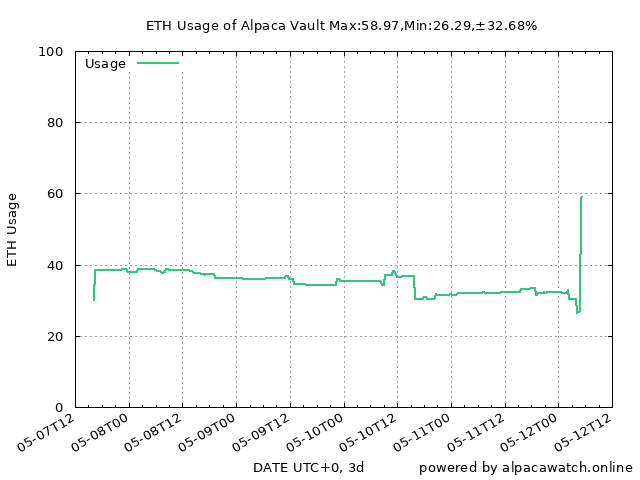 ETH Usage of Alpaca Vault Max:58.97,Min:26.29,±32.68%
Usage
100
80
60
40
20
0
ETH Usage
05-07T12
05-08T00
05-08T12
05-09T00
05-09T12
05-10T00
05-10T12
05-11T00
05-11T12
05-12T00
05-12T12
DATE UTC+0, 3d
powered by alpacawatch.online